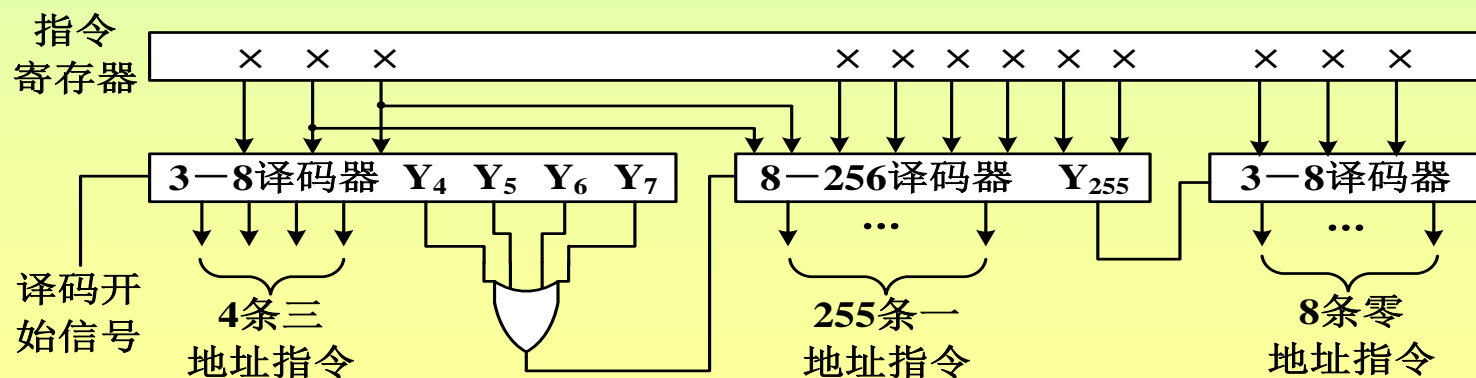 指令
寄存器
× × × × × × × × × × × ×
3－8译码器 Y₄ Y₅ Y₆ Y₇
8－256译码器 Y₂₅₅
3－8译码器
...
...
译码开
始信号
4条三
地址指令
255条一
地址指令
8条零
地址指令